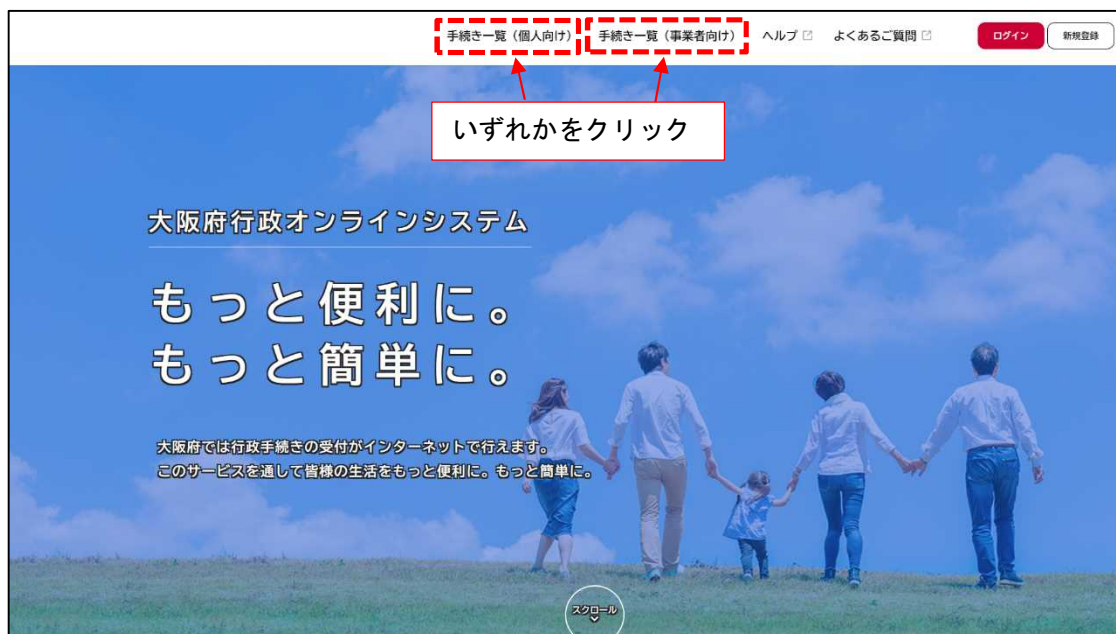 手続き一覧（個人向け） 手続き一覧（事業者向け） ヘルプ よくあるご質問 ログイン 新規登録
いずれかをクリック
大阪府行政オンラインシステム
もっと便利に。
もっと簡単に。
大阪府では行政手続きの受付がインターネットで行えます。
このサービスを通して皆様の生活をもっと便利に。もっと簡単に。
スクロール